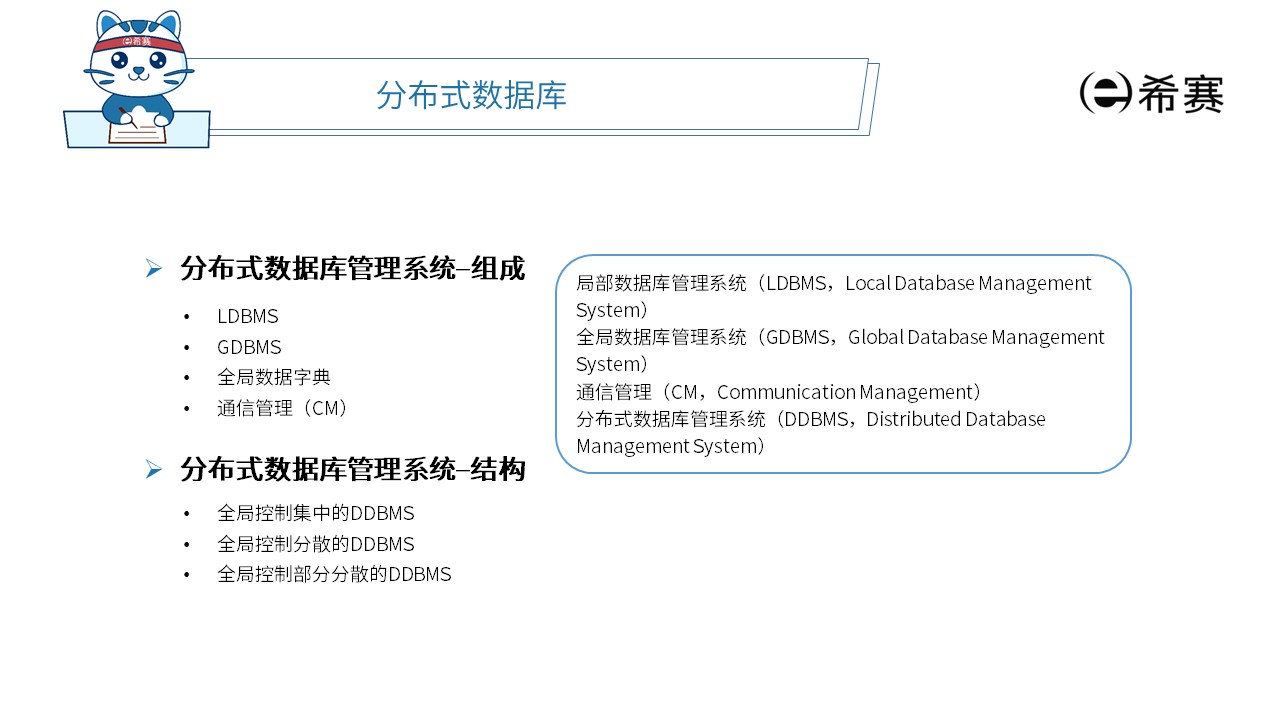 分布式数据库
希赛
希赛
分布式数据库管理系统–组成
• LDBMS
• GDBMS
• 全局数据字典
• 通信管理（CM）
分布式数据库管理系统–结构
• 全局控制集中的DDBMS
• 全局控制分散的DDBMS
• 全局控制部分分散的DDBMS
局部数据库管理系统（LDBMS，Local Database Management
System）
全局数据库管理系统（GDBMS，Global Database Management
System）
通信管理（CM，Communication Management）
分布式数据库管理系统（DDBMS，Distributed Database
Management System）